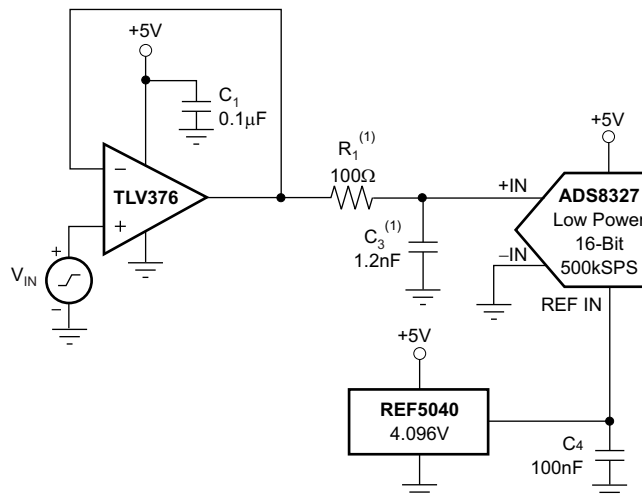 +5V
C1
0.1μF
R1(1)
100Ω
−
TLV376
+
+
VIN
−
C3(1)
1.2nF
+5V
+IN
ADS8327
Low Power
16-Bit
500kSPS
−IN
REF IN
+5V
REF5040
4.096V
C4
100nF